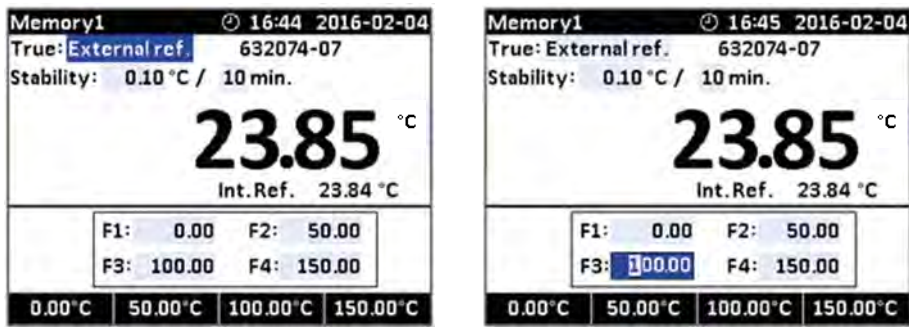 Memory1 16:44 2016-02-04
True: External ref. 632074-07
Stability: 0.10 °C / 10 min.
23.85 °C
Int.Ref. 23.84 °C
F1: 0.00 F2: 50.00
F3: 100.00 F4: 150.00
0.00°C 50.00°C 100.00°C 150.00°C
Memory1 16:45 2016-02-04
True: External ref. 632074-07
Stability: 0.10 °C / 10 min.
23.85 °C
Int.Ref. 23.84 °C
F1: 0.00 F2: 50.00
F3: 100.00 F4: 150.00
0.00°C 50.00°C 100.00°C 150.00°C